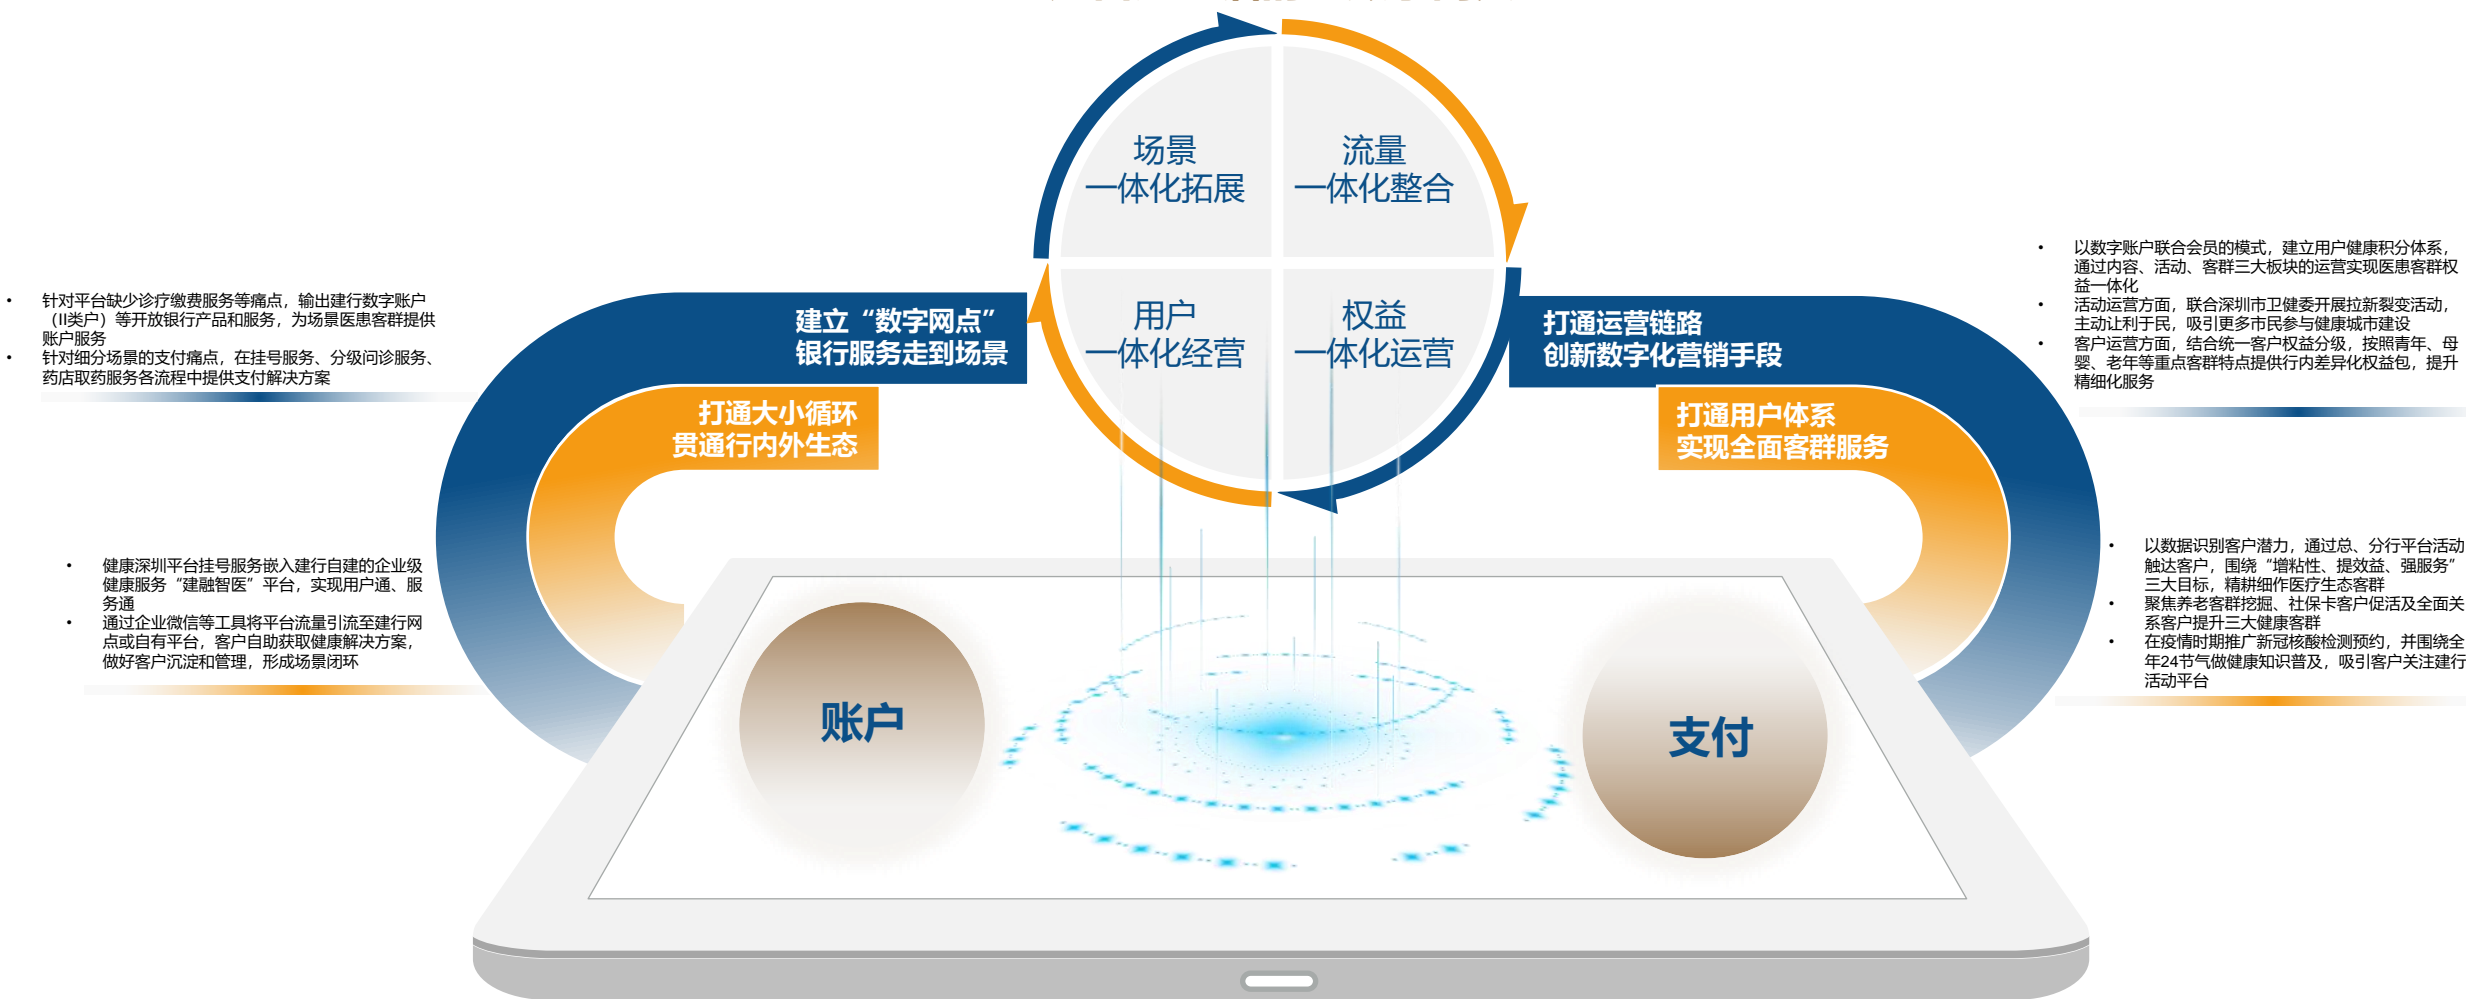 场景
一体化拓展
流量
一体化整合
用户
一体化经营
权益
一体化运营
建立“数字网点”
银行服务走到场景
打通大小循环
贯通行内外生态
打通运营链路
创新数字化营销手段
打通用户体系
实现全面客群服务
• 针对平台缺少诊疗缴费服务等痛点，输出建行数字账户
（II类户）等开放银行产品和服务，为场景医患客群提供
账户服务
• 针对细分场景的支付痛点，在挂号服务、分级问诊服务、
药店取药服务各流程中提供支付解决方案
• 健康深圳平台挂号服务嵌入建行自建的企业级
健康服务“建融智医”平台，实现用户通、服
务通
• 通过企业微信等工具将平台流量引流至建行网
点或自有平台，客户自助获取健康解决方案，
做好客户沉淀和管理，形成场景闭环
• 以数字账户联合会员的模式，建立用户健康积分体系，
通过内容、活动、客群三大板块的运营实现医患客群权
益一体化
• 活动运营方面，联合深圳市卫健委开展拉新裂变活动，
主动让利于民，吸引更多市民参与健康城市建设
• 客户运营方面，结合统一客户权益分级，按照青年、母
婴、老年等重点客群特点提供行内差异化权益包，提升
精细化服务
• 以数据识别客户潜力，通过总、分行平台活动
触达客户，围绕“增粘性、提效益、强服务”
三大目标，精耕细作医疗生态客群
• 聚焦养老客群挖掘、社保卡客户促活及全面关
系客户提升三大健康客群
• 在疫情时期推广新冠核酸检测预约，并围绕全
年24节气做健康知识普及，吸引客户关注建行
活动平台
账户
支付